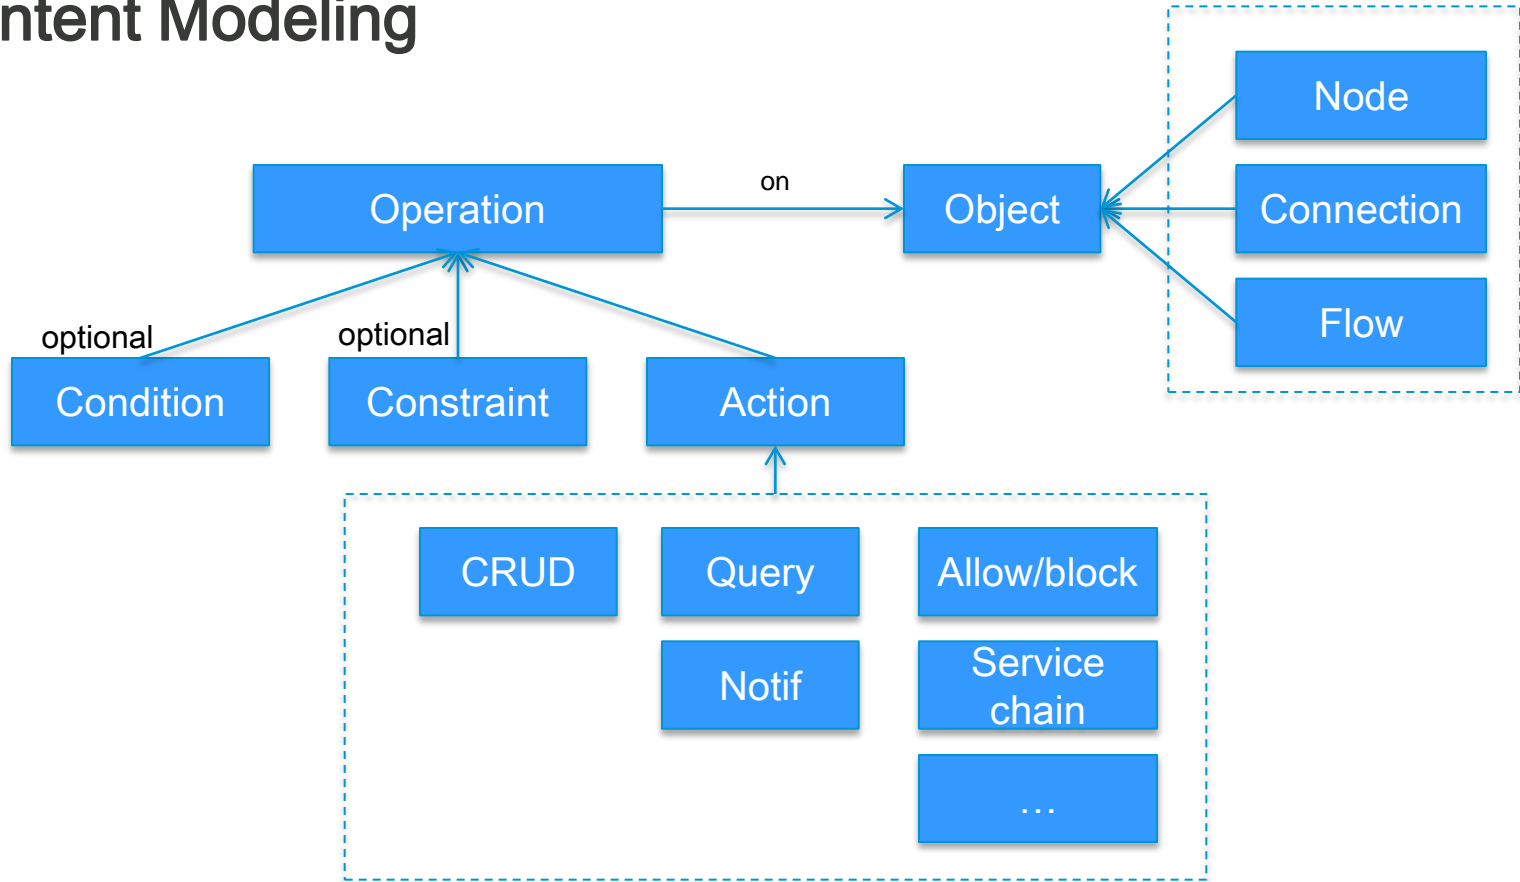 ntent Modeling
Node
Operation
on
Object
Connection
optional
optional
Flow
Condition
Constraint
Action
CRUD
Query
Allow/block
Notif
Service
chain
...